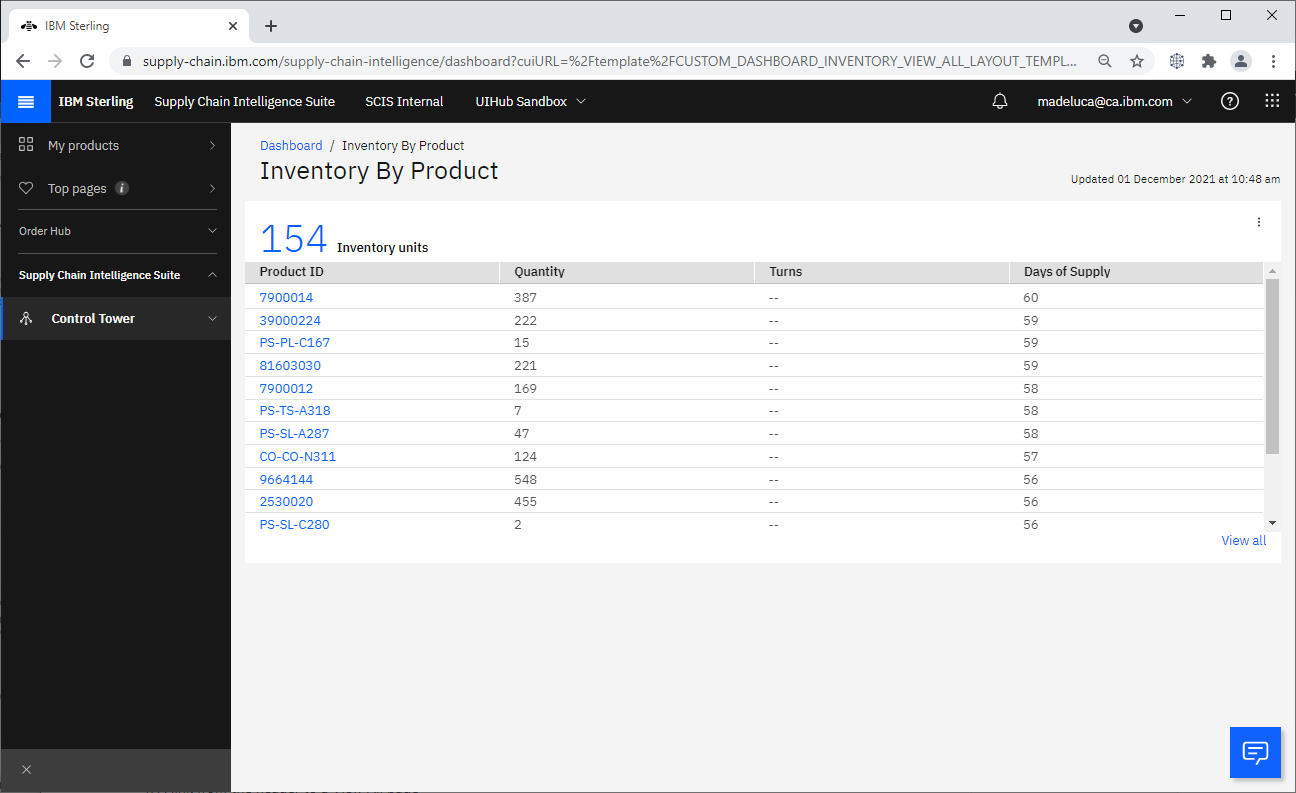 IBM Sterling
supply-chain.ibm.com/supply-chain-intelligence/dashboard?cuiURL=%2Ftemplate%2FCUSTOM_DASHBOARD_INVENTORY_VIEW_ALL_LAYOUT_TEMPL...
IBM Sterling Supply Chain Intelligence Suite SCIS Internal UIHub Sandbox madeluca@ca.ibm.com
My products
Top pages
Order Hub
Supply Chain Intelligence Suite
Control Tower
Dashboard / Inventory By Product
Inventory By Product
Updated 01 December 2021 at 10:48 am
154 Inventory units
Product ID Quantity Turns Days of Supply
7900014 387 -- 60
39000224 222 -- 59
PS-PL-C167 15 -- 59
81603030 221 -- 59
7900012 169 -- 58
PS-TS-A318 7 -- 58
PS-SL-A287 47 -- 58
CO-CO-N311 124 -- 57
9664144 548 -- 56
2530020 455 -- 56
PS-SL-C280 2 -- 56
View all